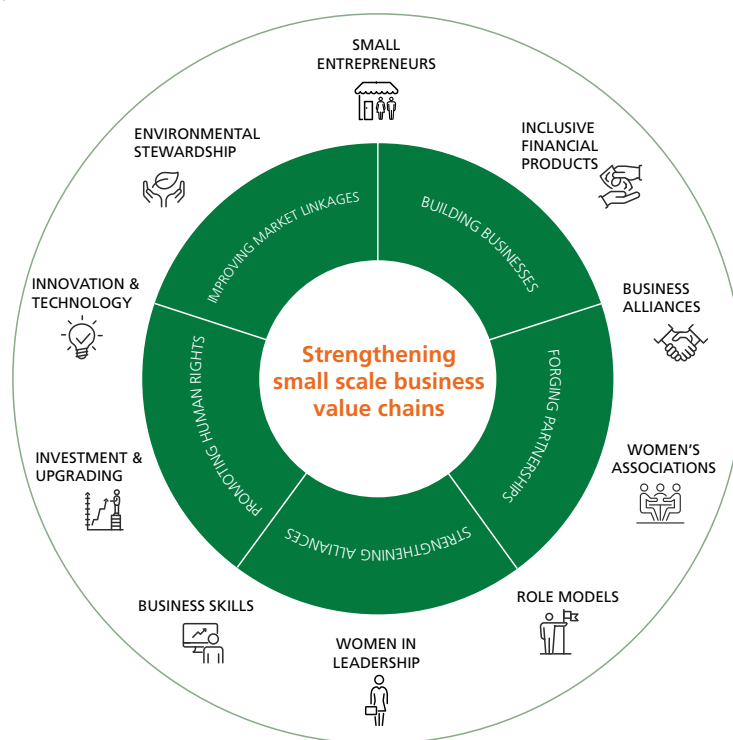 SMALL
ENTREPRENEURS
INCLUSIVE
FINANCIAL
PRODUCTS
BUSINESS
ALLIANCES
WOMEN'S
ASSOCIATIONS
ROLE MODELS
WOMEN IN
LEADERSHIP
BUSINESS SKILLS
INVESTMENT &
UPGRADING
INNOVATION &
TECHNOLOGY
ENVIRONMENTAL
STEWARDSHIP
BUILDING BUSINESSES
FORGING PARTNERSHIPS
STRENGTHENING ALLIANCES
PROMOTING HUMAN RIGHTS
IMPROVING MARKET LINKAGES
Strengthening
small scale business
value chains